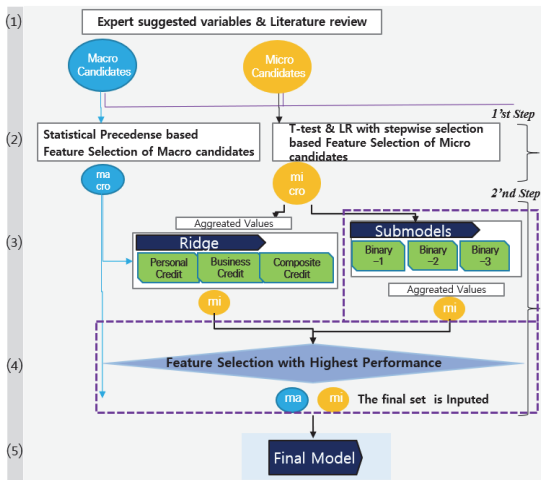 (1)
Expert suggested variables & Literature review
Macro
Candidates
Micro
Candidates
1'st Step
(2)
Statistical Precedense based
Feature Selection of Macro candidates
T-test & LR with stepwise selection
based Feature Selection of Micro
candidates
ma
cro
mi
cro
2'nd Step
Aggreated Values
(3)
Ridge
Personal
Credit
Business
Credit
Composite
Credit
Submodels
Binary
-1
Binary
-2
Binary
-3
Aggreated Values
mi
mi
(4)
Feature Selection with Highest Performance
ma
mi
The final set is Inputed
(5)
Final Model